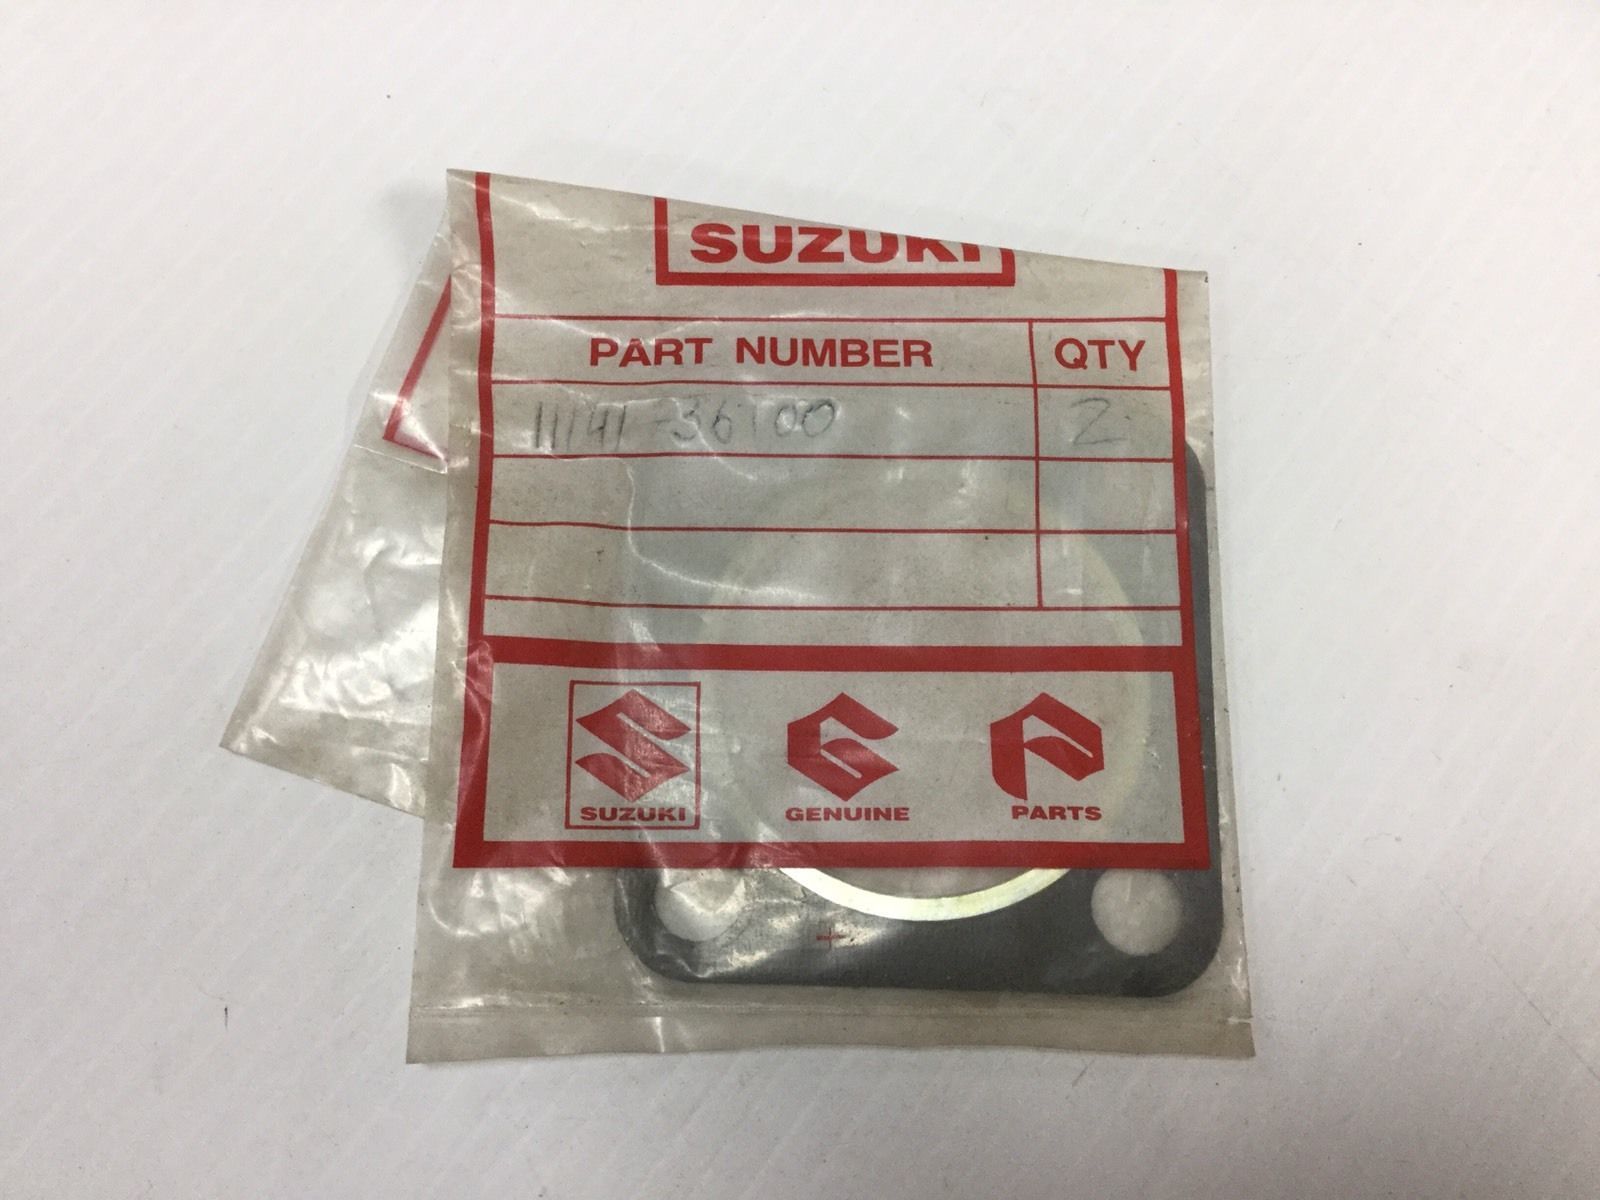 SUZUKI
PART NUMBER QTY
11141-36100 2
SUZUKI GENUINE PARTS